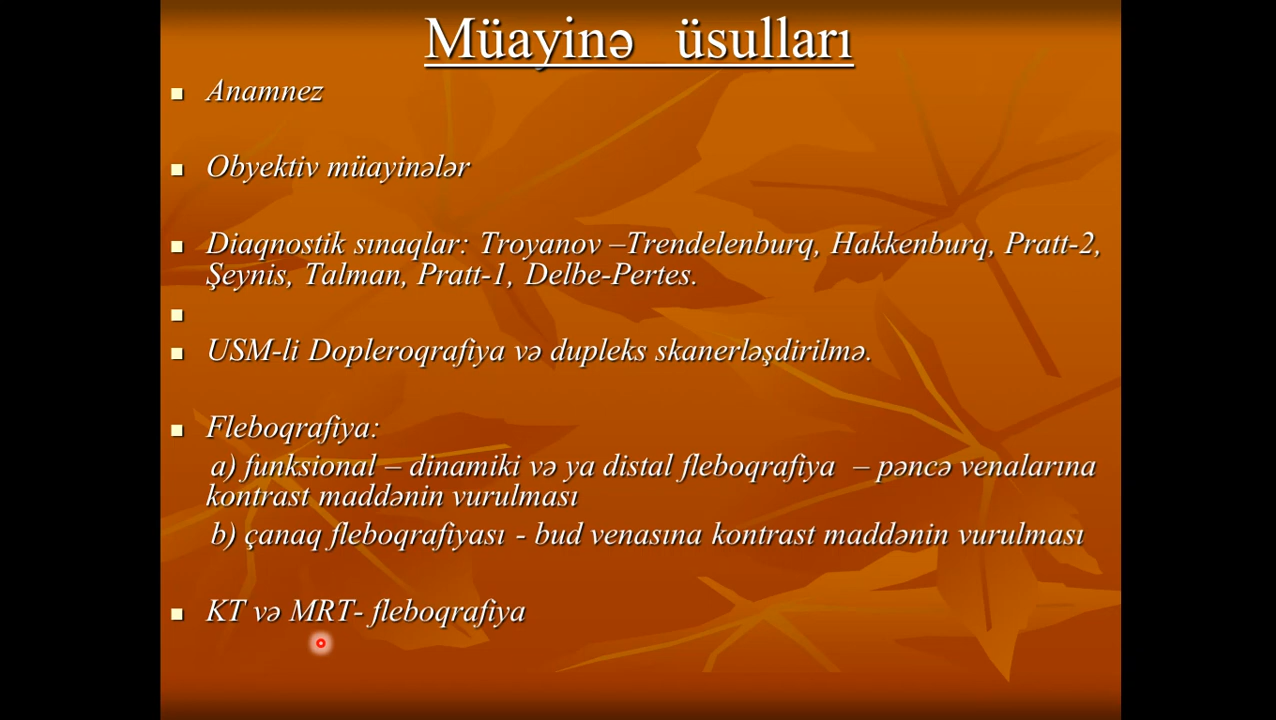 Müayinə üsulları
Anamnez
Obyektiv müayinələr
Diaqnostik sınaqlar: Troyanov –Trendelenburq, Hakkenburq, Pratt-2,
Şeynis, Talman, Pratt-1, Delbe-Pertes.
USM-li Dopleroqrafiya və dupleks skanerləşdirilmə.
Fleboqrafiya:
a) funksional – dinamiki və ya distal fleboqrafiya – pəncə venalarına
kontrast maddənin vurulması
b) çanaq fleboqrafiyası - bud venasına kontrast maddənin vurulması
KT və MRT- fleboqrafiya